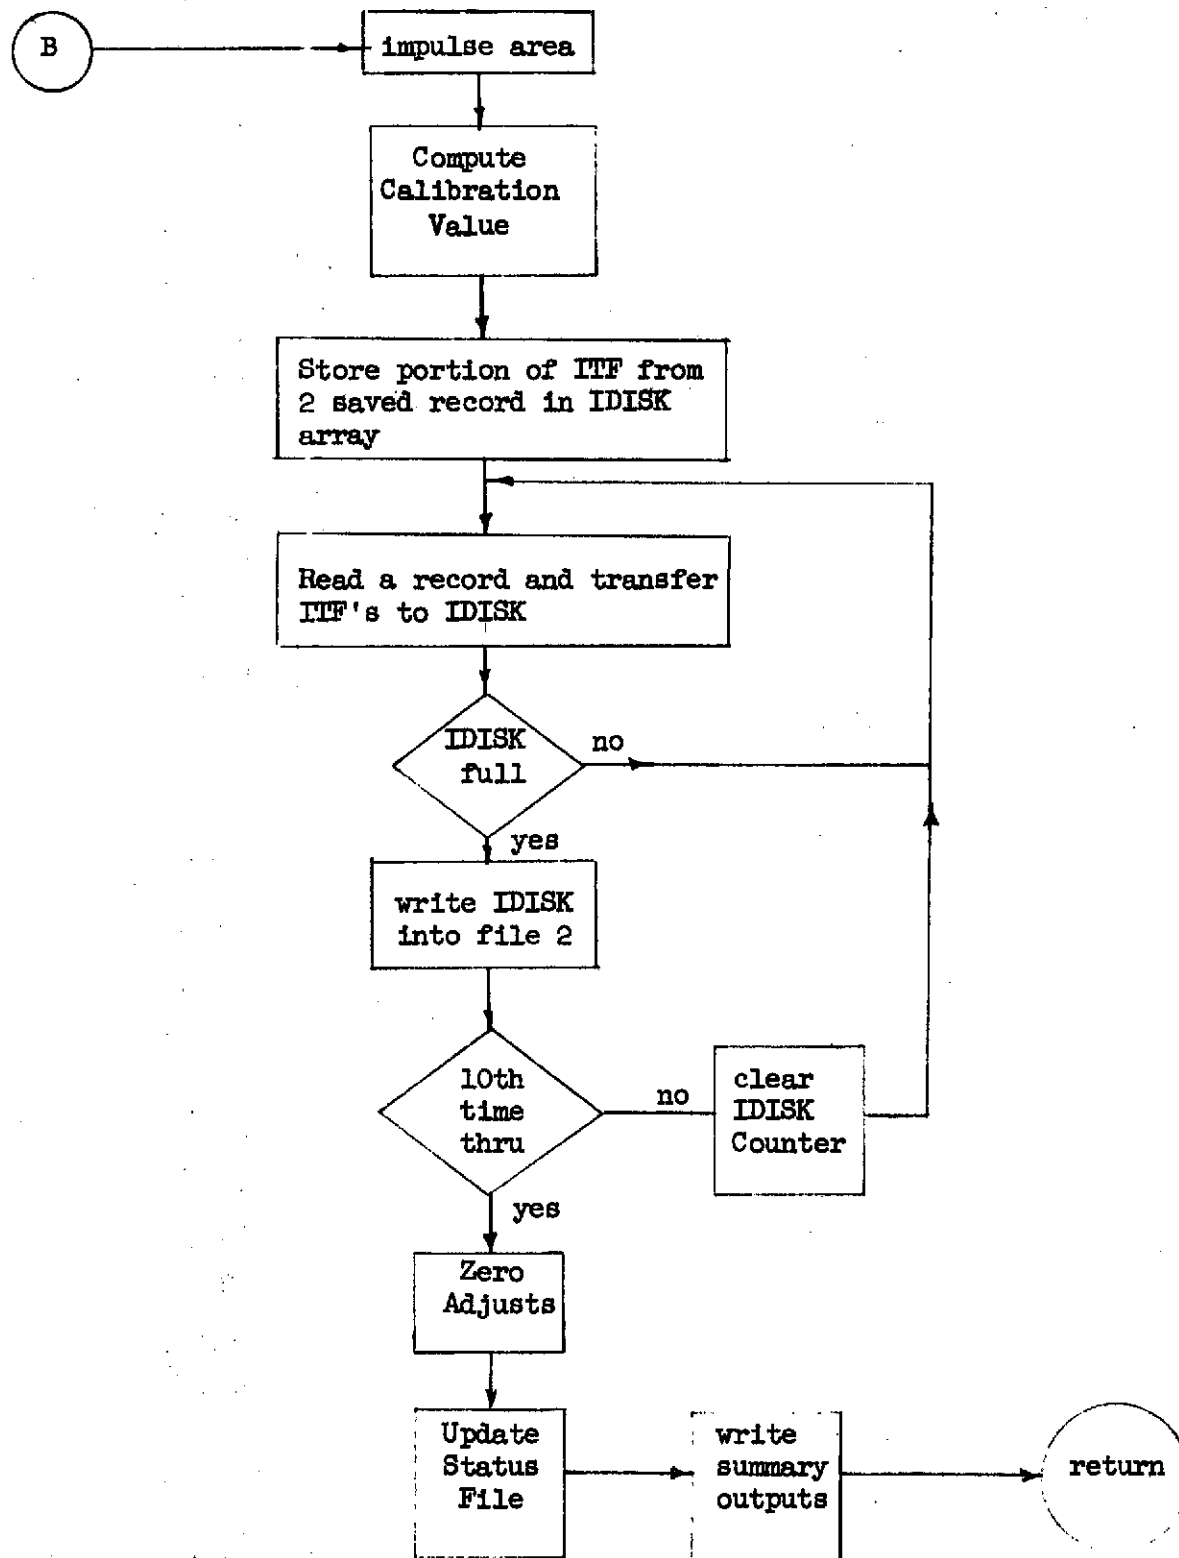 B
impulse area
Compute
Calibration
Value
Store portion of ITF from
2 saved record in IDISK
array
Read a record and transfer
ITF's to IDISK
IDISK
full
no
yes
write IDISK
into file 2
10th
time
thru
no
clear
IDISK
Counter
yes
Zero
Adjusts
Update
Status
File
write
summary
outputs
return